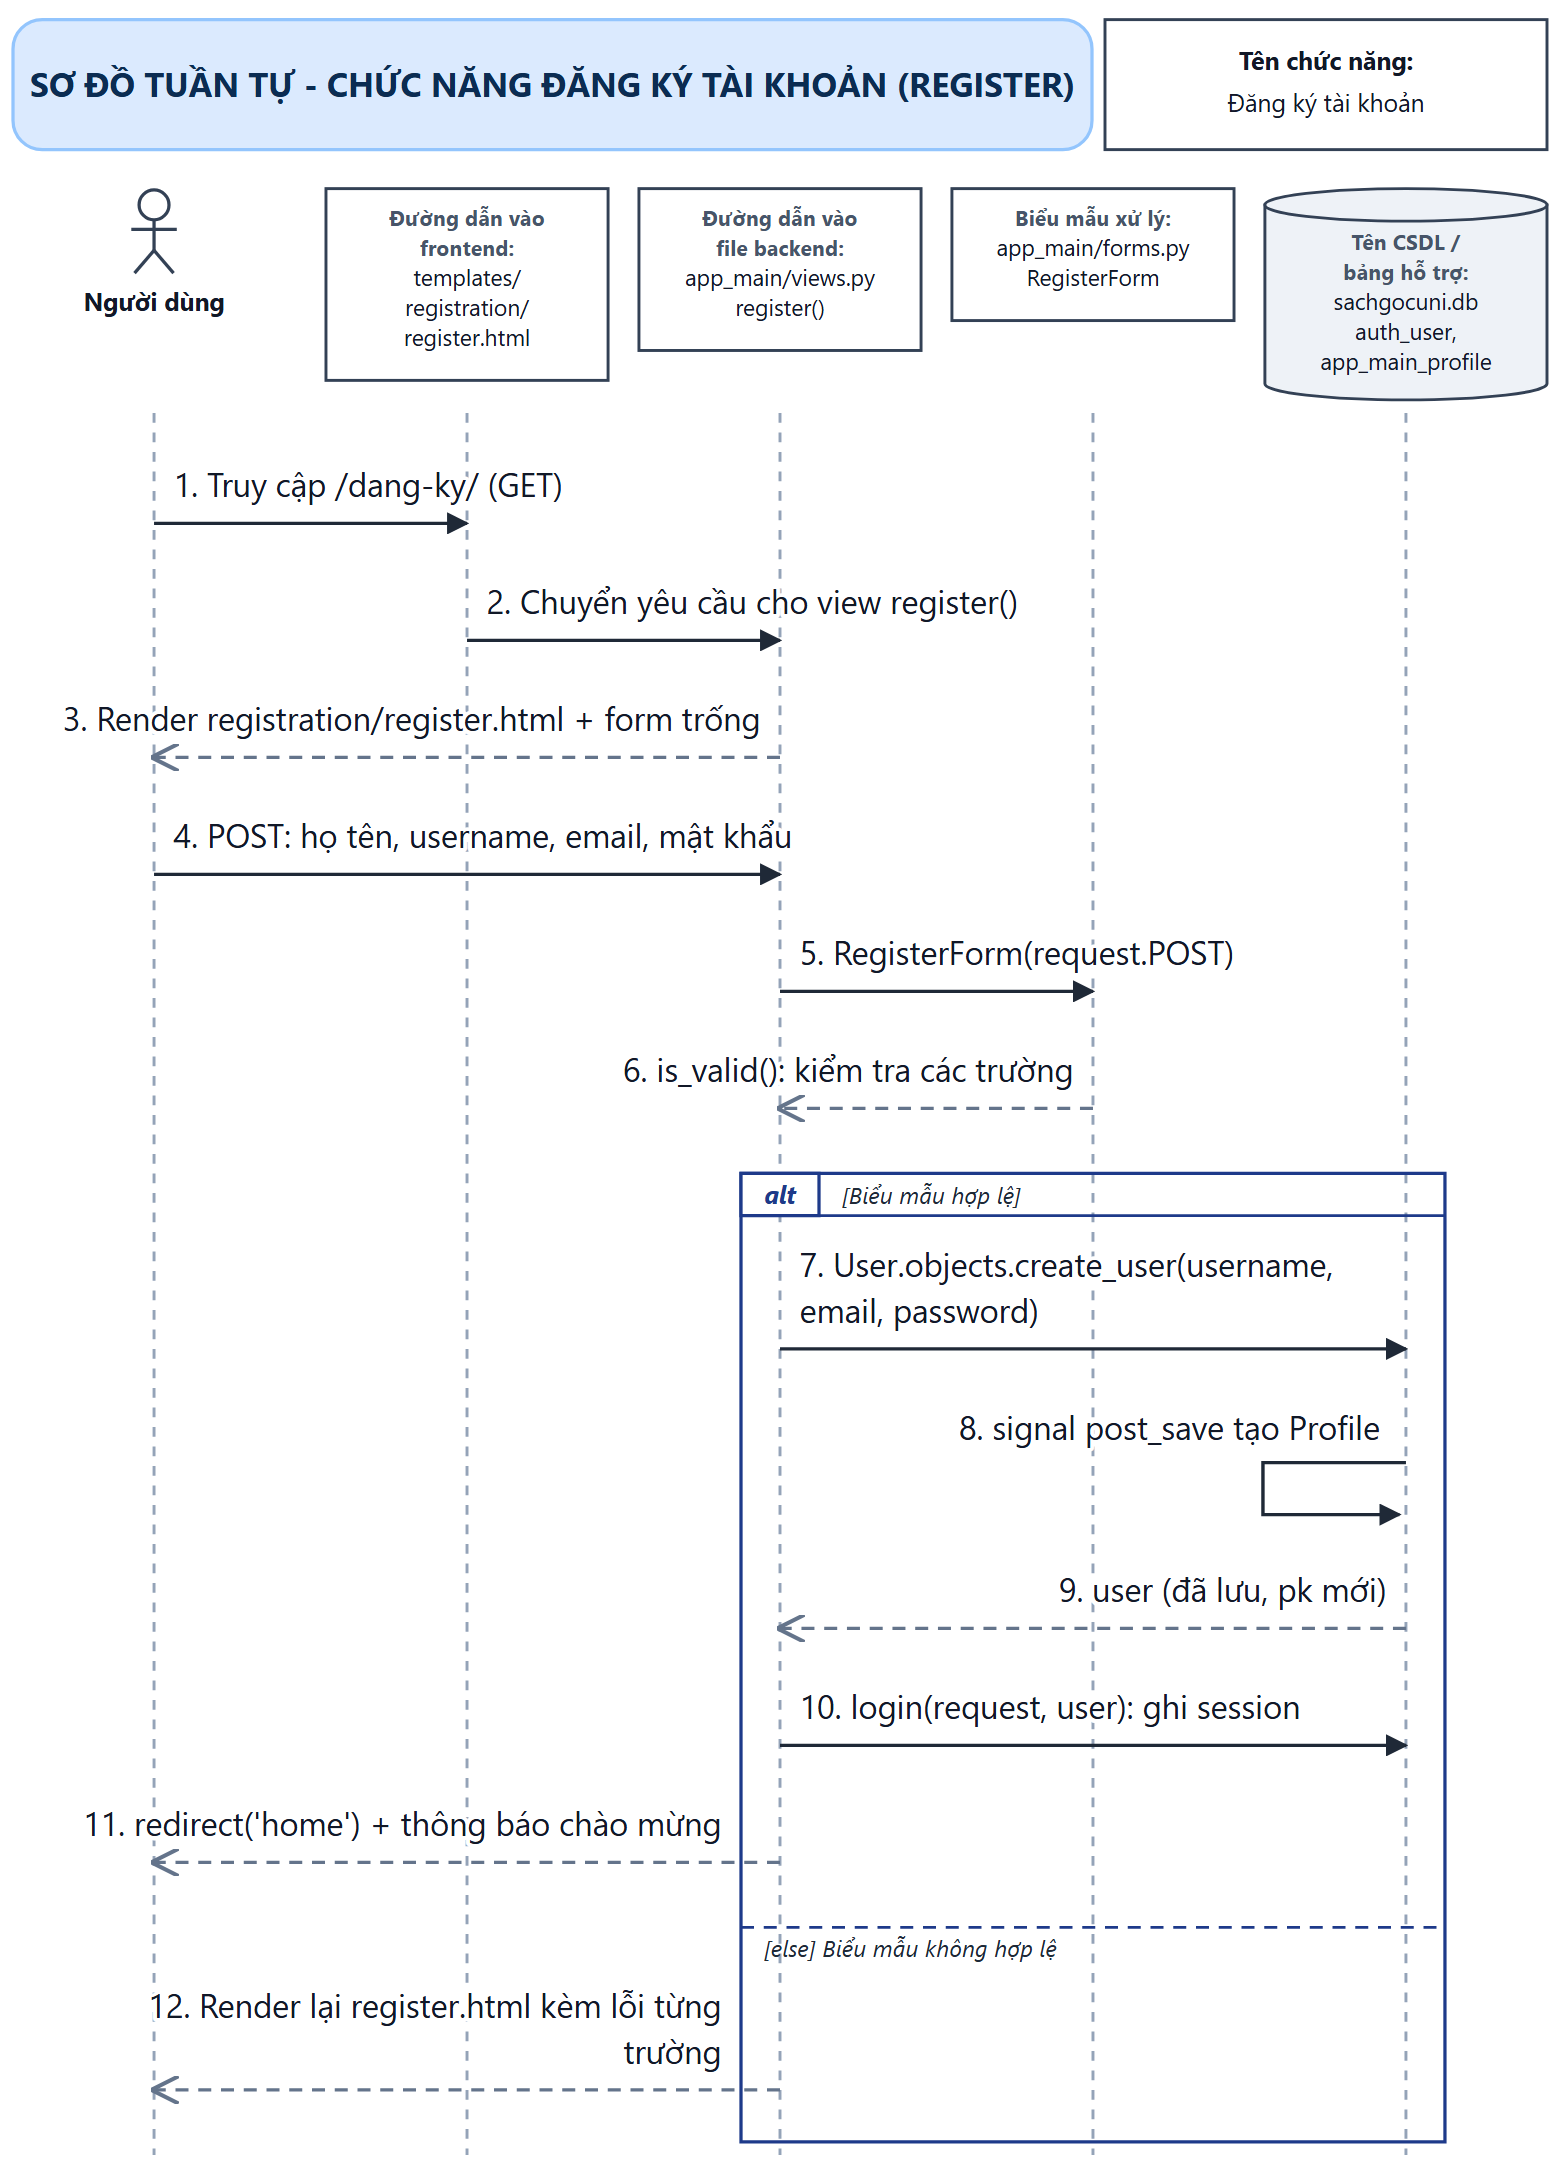 SƠ ĐỒ TUẦN TỰ - CHỨC NĂNG ĐĂNG KÝ TÀI KHOẢN (REGISTER)
Tên chức năng:
Đăng ký tài khoản
Người dùng
Đường dẫn vào
frontend:
templates/
registration/
register.html
Đường dẫn vào
file backend:
app_main/views.py
register()
Biểu mẫu xử lý:
app_main/forms.py
RegisterForm
Tên CSDL /
bảng hỗ trợ:
sachgocuni.db
auth_user,
app_main_profile
1. Truy cập /dang-ky/ (GET)
2. Chuyển yêu cầu cho view register()
3. Render registration/register.html + form trống
4. POST: họ tên, username, email, mật khẩu
5. RegisterForm(request.POST)
6. is_valid(): kiểm tra các trường
alt
[Biểu mẫu hợp lệ]
7. User.objects.create_user(username,
email, password)
8. signal post_save tạo Profile
9. user (đã lưu, pk mới)
10. login(request, user): ghi session
11. redirect('home') + thông báo chào mừng
[else] Biểu mẫu không hợp lệ
12. Render lại register.html kèm lỗi từng
trường